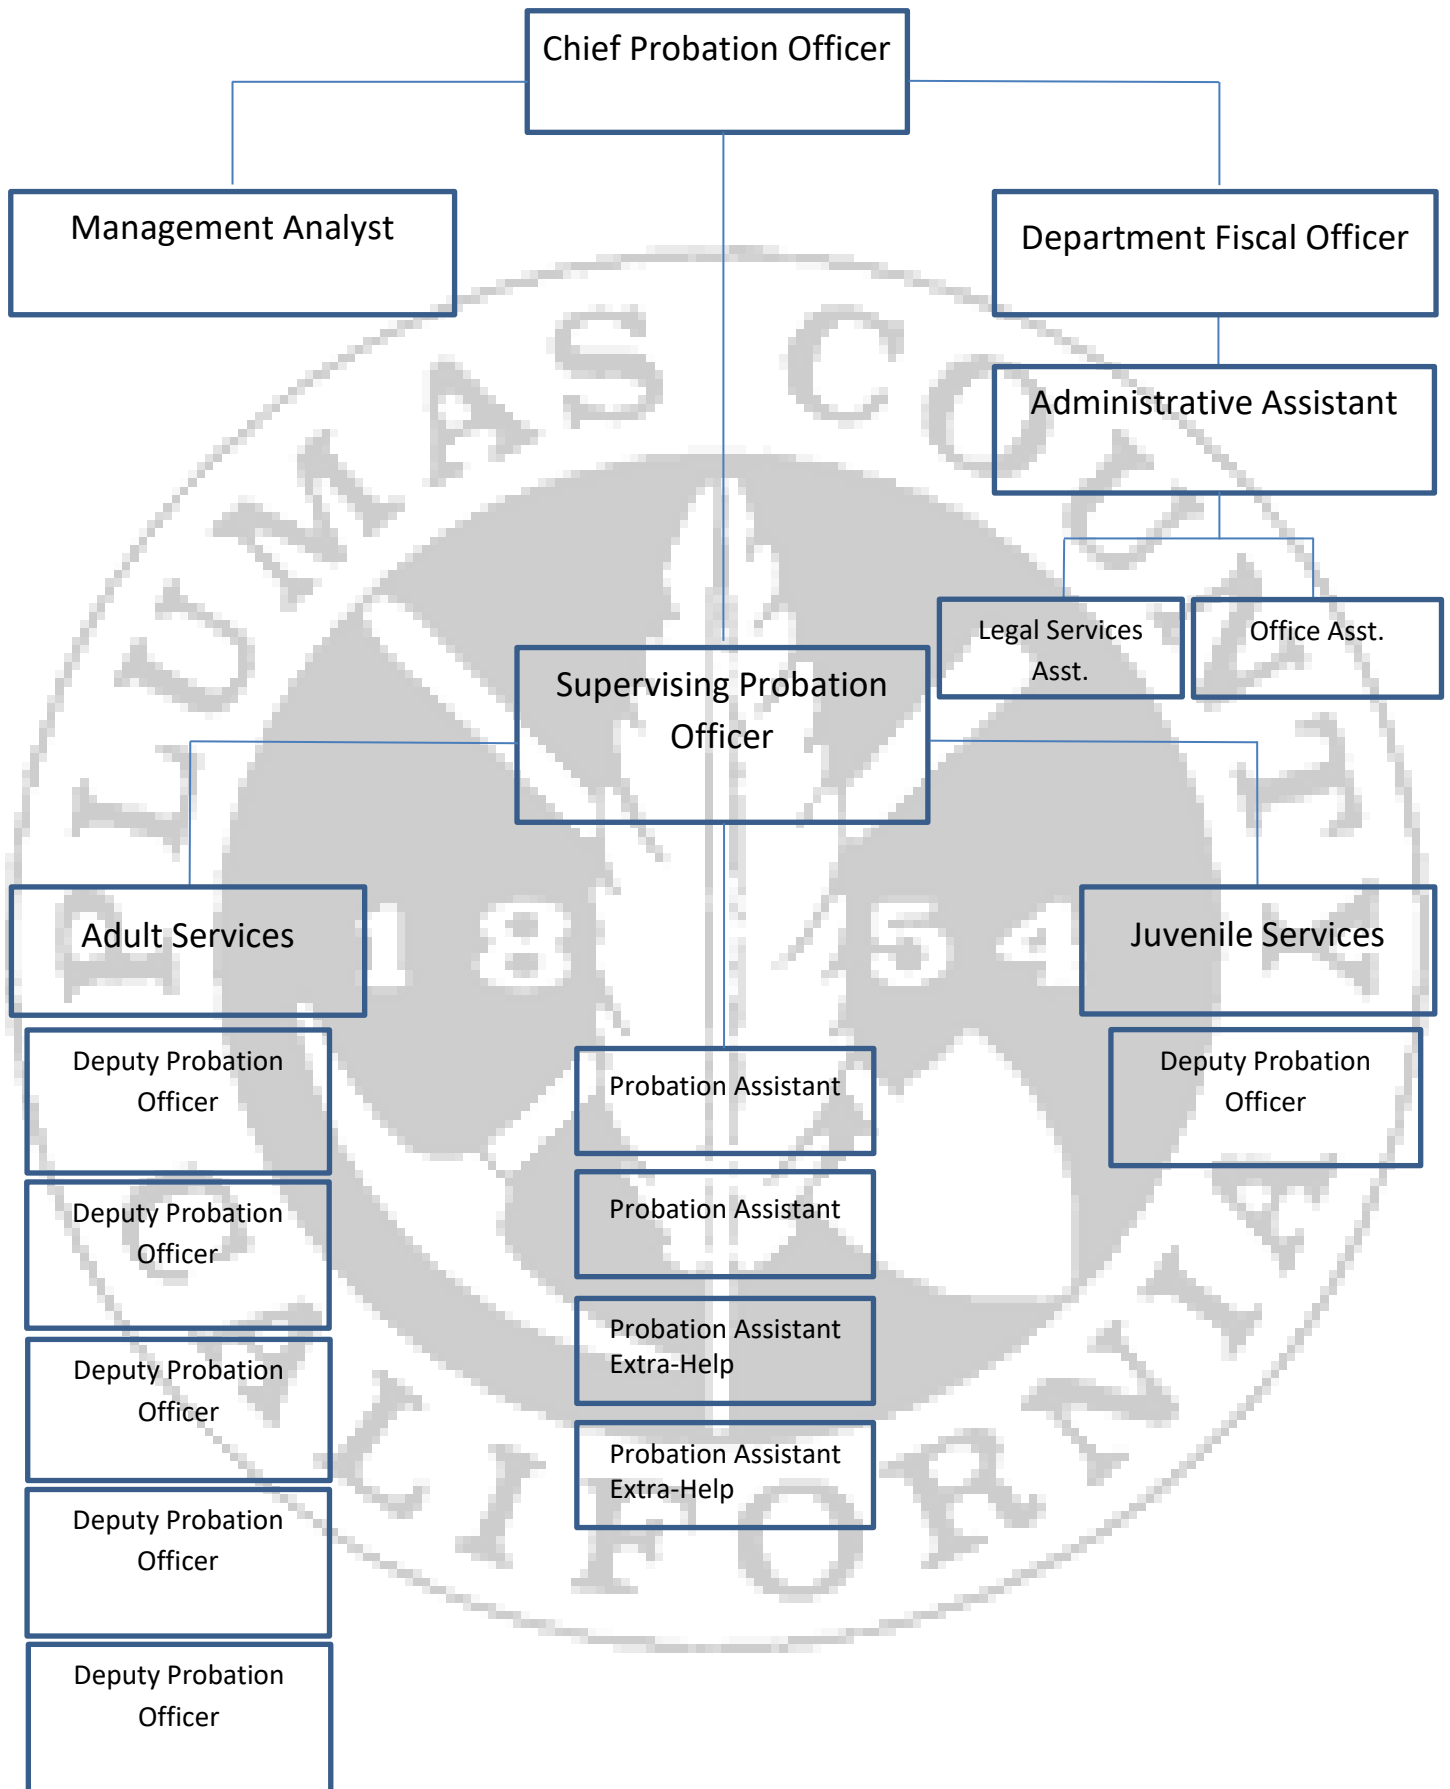 Chief Probation Officer
Management Analyst
Department Fiscal Officer
Administrative Assistant
Legal Services
Asst.
Office Asst.
Supervising Probation
Officer
Adult Services
Juvenile Services
Deputy Probation
Officer
Deputy Probation
Officer
Deputy Probation
Officer
Deputy Probation
Officer
Deputy Probation
Officer
Probation Assistant
Probation Assistant
Probation Assistant
Extra-Help
Probation Assistant
Extra-Help
Deputy Probation
Officer
PLUMAS COUNTY
1854
CALIFORNIA